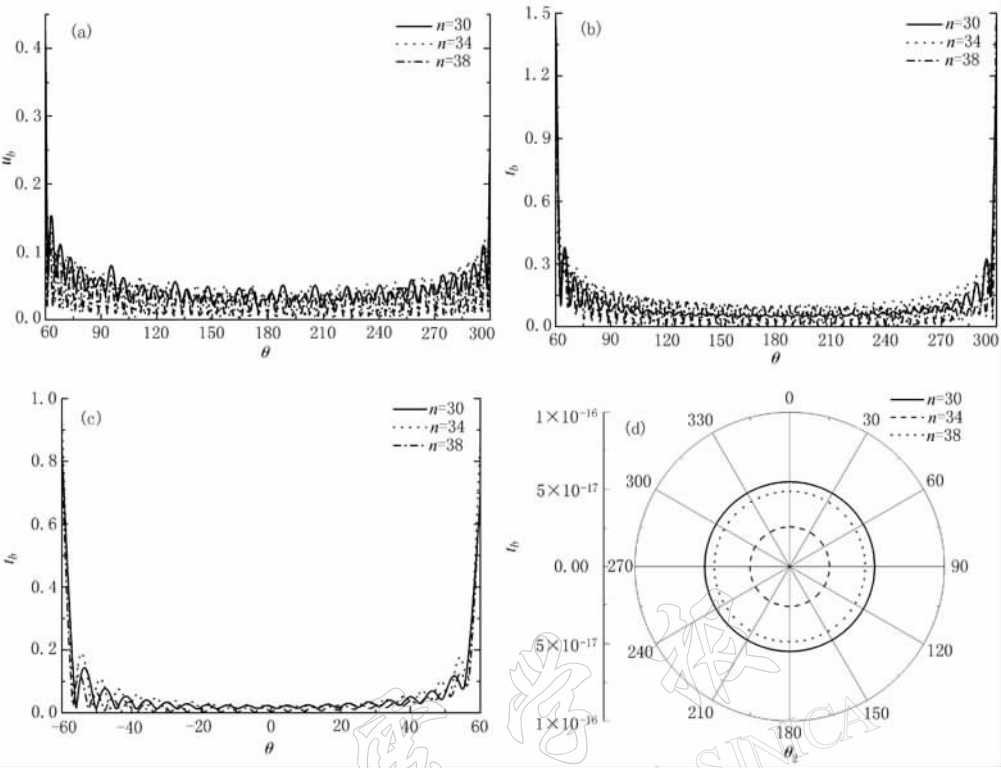 (a)
n=30
n=34
n=38
0.4
0.3
0.2
0.1
0.0
u_b
60 90 120 150 180 210 240 270 300
θ
(b)
n=30
n=34
n=38
1.5
1.2
0.9
0.6
0.3
0.0
t_b
60 90 120 150 180 210 240 270 300
θ
(c)
n=30
n=34
n=38
1.0
0.8
0.6
0.4
0.2
0.0
t_b
-60 -40 -20 0 20 40 60
θ
(d)
n=30
n=34
n=38
1×10⁻¹⁶
5×10⁻¹⁷
0.00
5×10⁻¹⁷
1×10⁻¹⁶
t_b
0
30
60
90
120
150
180
210
240
270
300
330
θ₂
SINICA